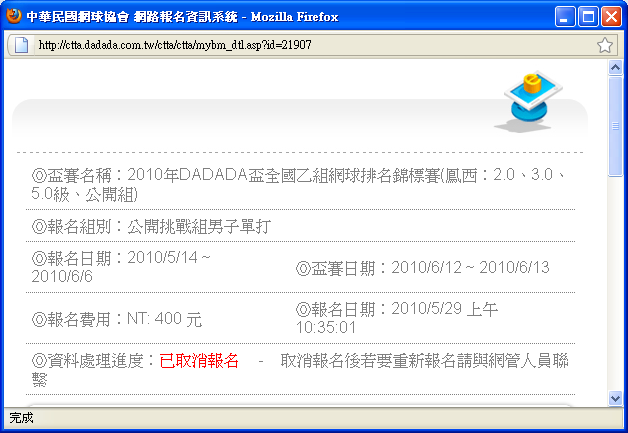 中華民國網球協會 網路報名資訊系統 - Mozilla Firefox
http://ctta.dadada.com.tw/ctta/ctta/mybm_dtl.asp?id=21907
◎盃賽名稱：2010年DADADA盃全國乙組網球排名錦標賽(鳳西：2.0、3.0、
5.0級、公開組)
◎報名組別：公開挑戰組男子單打
◎報名日期：2010/5/14 ~
2010/6/6
◎盃賽日期：2010/6/12 ~ 2010/6/13
◎報名費用：NT: 400 元
◎報名日期：2010/5/29 上午
10:35:01
◎資料處理進度：已取消報名 - 取消報名後若要重新報名請與網管人員聯
繫
完成